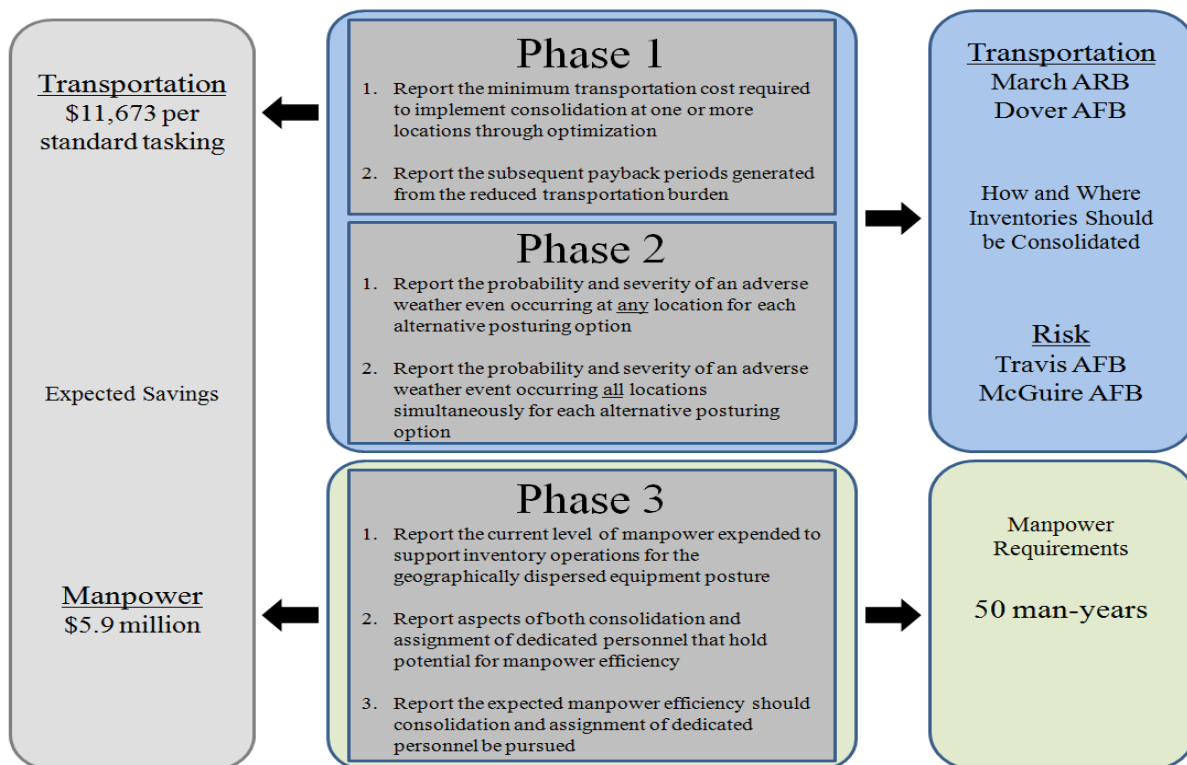 Transportation
$11,673 per
standard tasking
Expected Savings
Manpower
$5.9 million
Phase 1
1. Report the minimum transportation cost required
to implement consolidation at one or more
locations through optimization
2. Report the subsequent payback periods generated
from the reduced transportation burden
Phase 2
1. Report the probability and severity of an adverse
weather even occurring at any location for each
alternative posturing option
2. Report the probability and severity of an adverse
weather event occurring all locations
simultaneously for each alternative posturing
option
Phase 3
1. Report the current level of manpower expended to
support inventory operations for the
geographically dispersed equipment posture
2. Report aspects of both consolidation and
assignment of dedicated personnel that hold
potential for manpower efficiency
3. Report the expected manpower efficiency should
consolidation and assignment of dedicated
personnel be pursued
Transportation
March ARB
Dover AFB
How and Where
Inventories Should
be Consolidated
Risk
Travis AFB
McGuire AFB
Manpower
Requirements
50 man-years